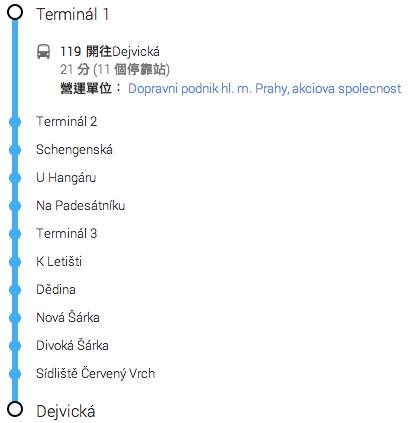 Terminál 1
119 開往Dejvická
21 分 (11 個停靠站)
營運單位： Dopravni podnik hl. m. Prahy, akciova spolecnost
Terminál 2
Schengenská
U Hangáru
Na Padesátníku
Terminál 3
K Letišti
Dědina
Nová Šárka
Divoká Šárka
Sídliště Červený Vrch
Dejvická